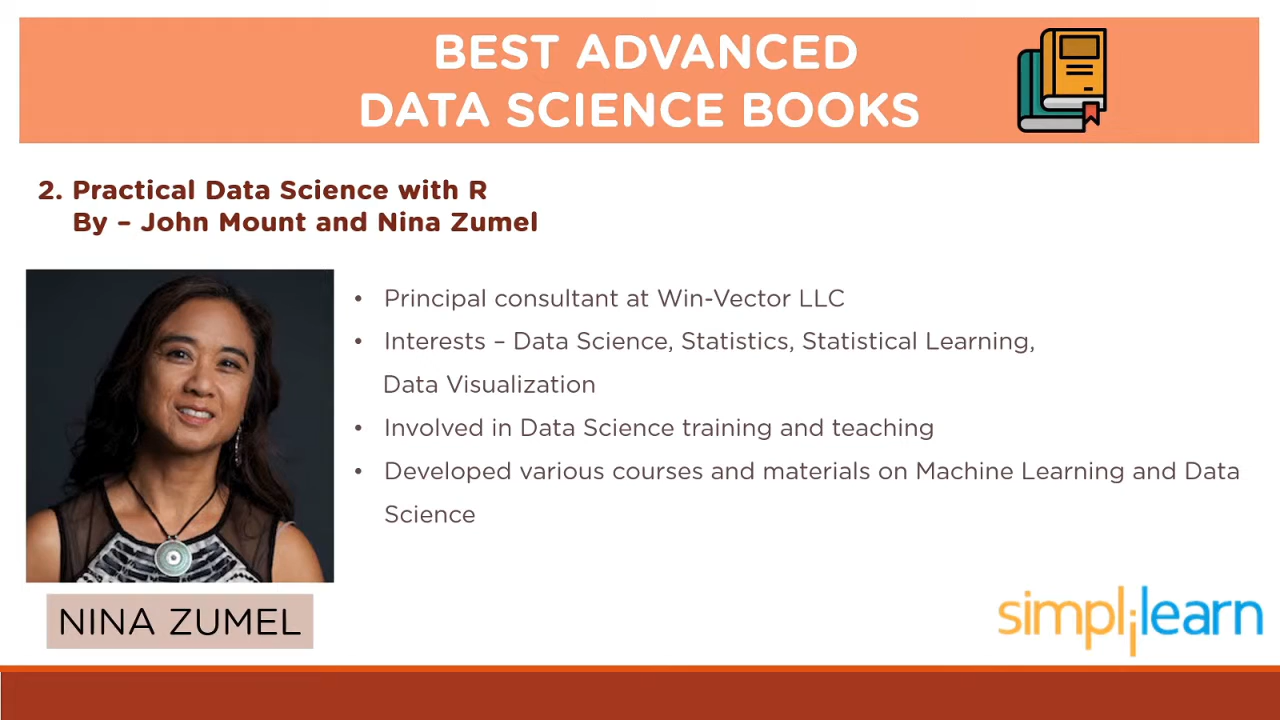 BEST ADVANCED
DATA SCIENCE BOOKS
2. Practical Data Science with R
By – John Mount and Nina Zumel
• Principal consultant at Win-Vector LLC
• Interests – Data Science, Statistics, Statistical Learning,
Data Visualization
• Involved in Data Science training and teaching
• Developed various courses and materials on Machine Learning and Data
Science
NINA ZUMEL
simplilearn